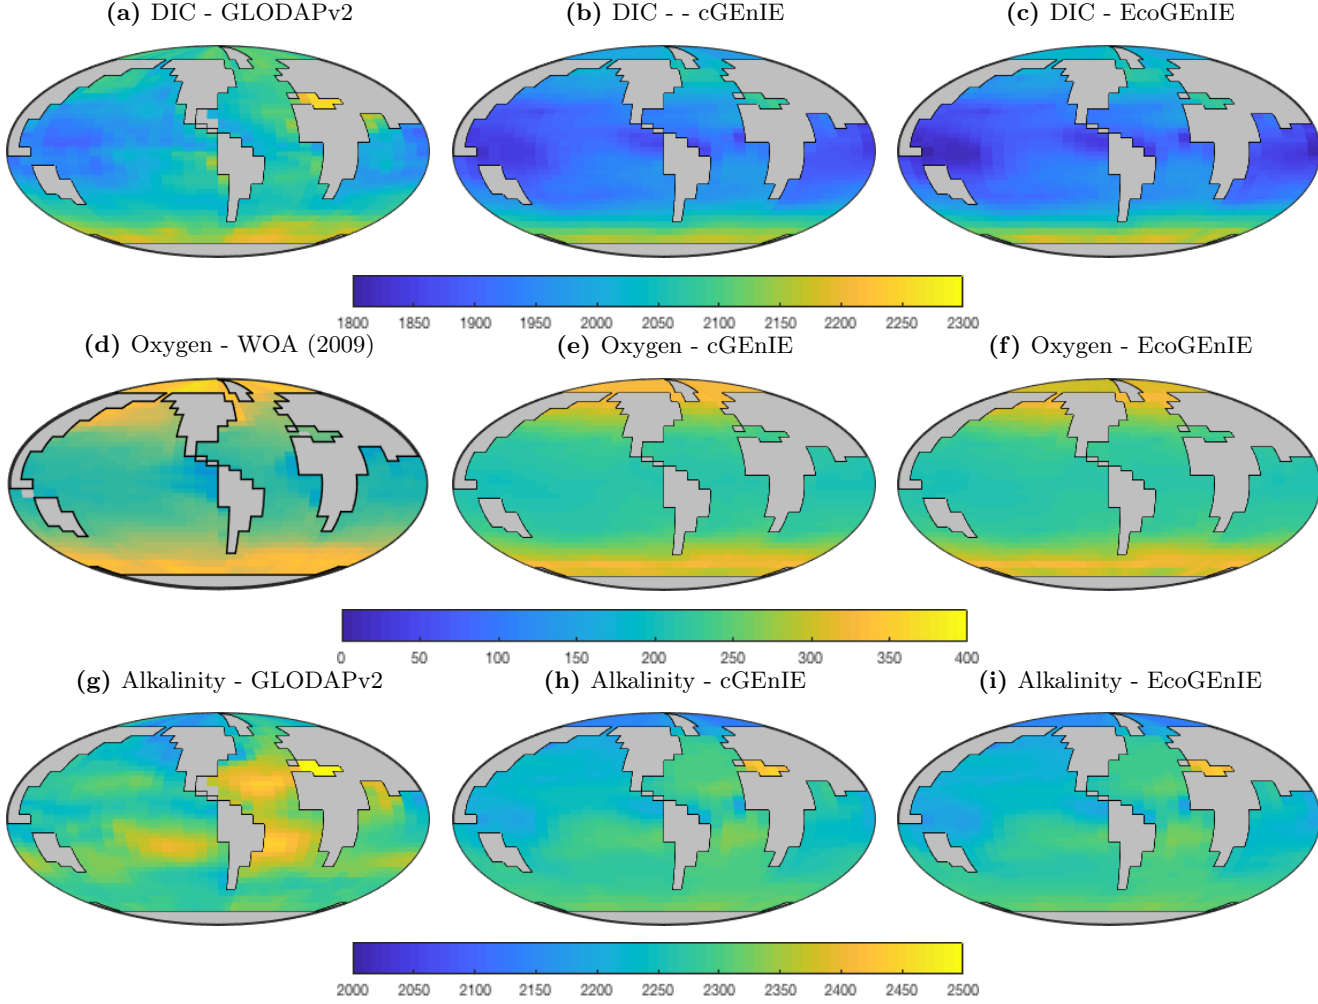 (a) DIC - GLODAPv2
(b) DIC - - cGEnIE
(c) DIC - EcoGEnIE
1800 1850 1900 1950 2000 2050 2100 2150 2200 2250 2300
(d) Oxygen - WOA (2009)
(e) Oxygen - cGEnIE
(f) Oxygen - EcoGEnIE
0 50 100 150 200 250 300 350 400
(g) Alkalinity - GLODAPv2
(h) Alkalinity - cGEnIE
(i) Alkalinity - EcoGEnIE
2000 2050 2100 2150 2200 2250 2300 2350 2400 2450 2500